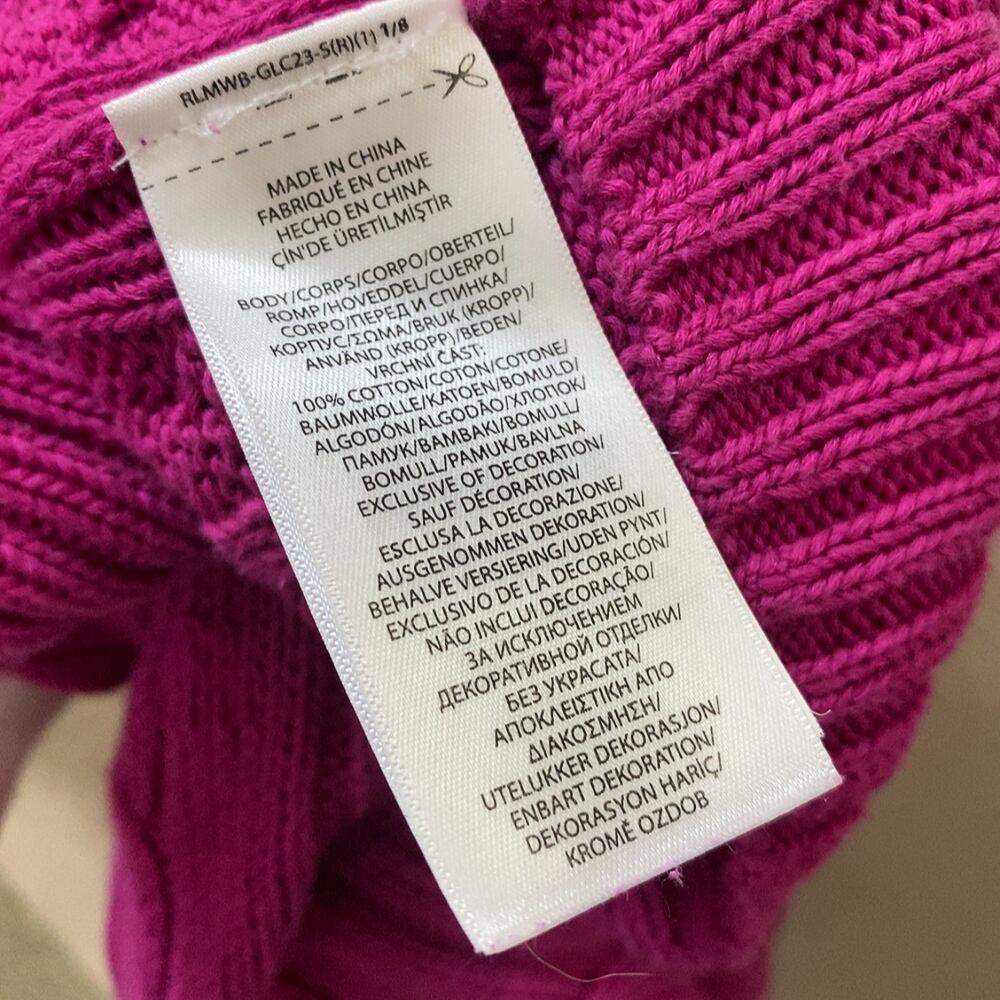 RLMWB-GLC23-S(R)(1) 1/8
MADE IN CHINA
FABRIQUÉ EN CHINE
HECHO EN CHINA
ÇİN'DE ÜRETİLMİŞTİR
BODY/CORPS/CORPO/OBERTEIL/
ROMP/HOVEDDEL/CUERPO/
CORPO/ПЕРЕД И СПИНКА/
КОРПУС/ΣΩΜΑ/BRUK (KROPP)/
ANVÄND (KROPP)/BEDEN/
VRCHNÍ ČÁST:
100% COTTON/COTON/COTONE/
BAUMWOLLE/KATOEN/BOMULD/
ALGODÓN/ALGODÃO/ХЛОПОК/
ПАМУК/ΒΑΜΒΑΚΙ/BOMULL/
BOMULL/PAMUK/BAVLNA
EXCLUSIVE OF DECORATION/
SAUF DÉCORATION/
ESCLUSA LA DECORAZIONE/
AUSGENOMMEN DEKORATION/
BEHALVE VERSIERING/UDEN PYNT/
EXCLUSIVO DE LA DECORACIÓN/
NÃO INCLUI DECORAÇÃO/
ЗА ИСКЛЮЧЕНИЕМ
ДЕКОРАТИВНОЙ ОТДЕЛКИ/
БЕЗ УКРАСАТА/
ΑΠΟΚΛΕΙΣΤΙΚΗ ΑΠΟ
ΔΙΑΚΟΣΜΗΣΗ/
UTELUKKER DEKORASJON/
ENBART DEKORATION/
DEKORASYON HARİÇ/
KROMĚ OZDOB